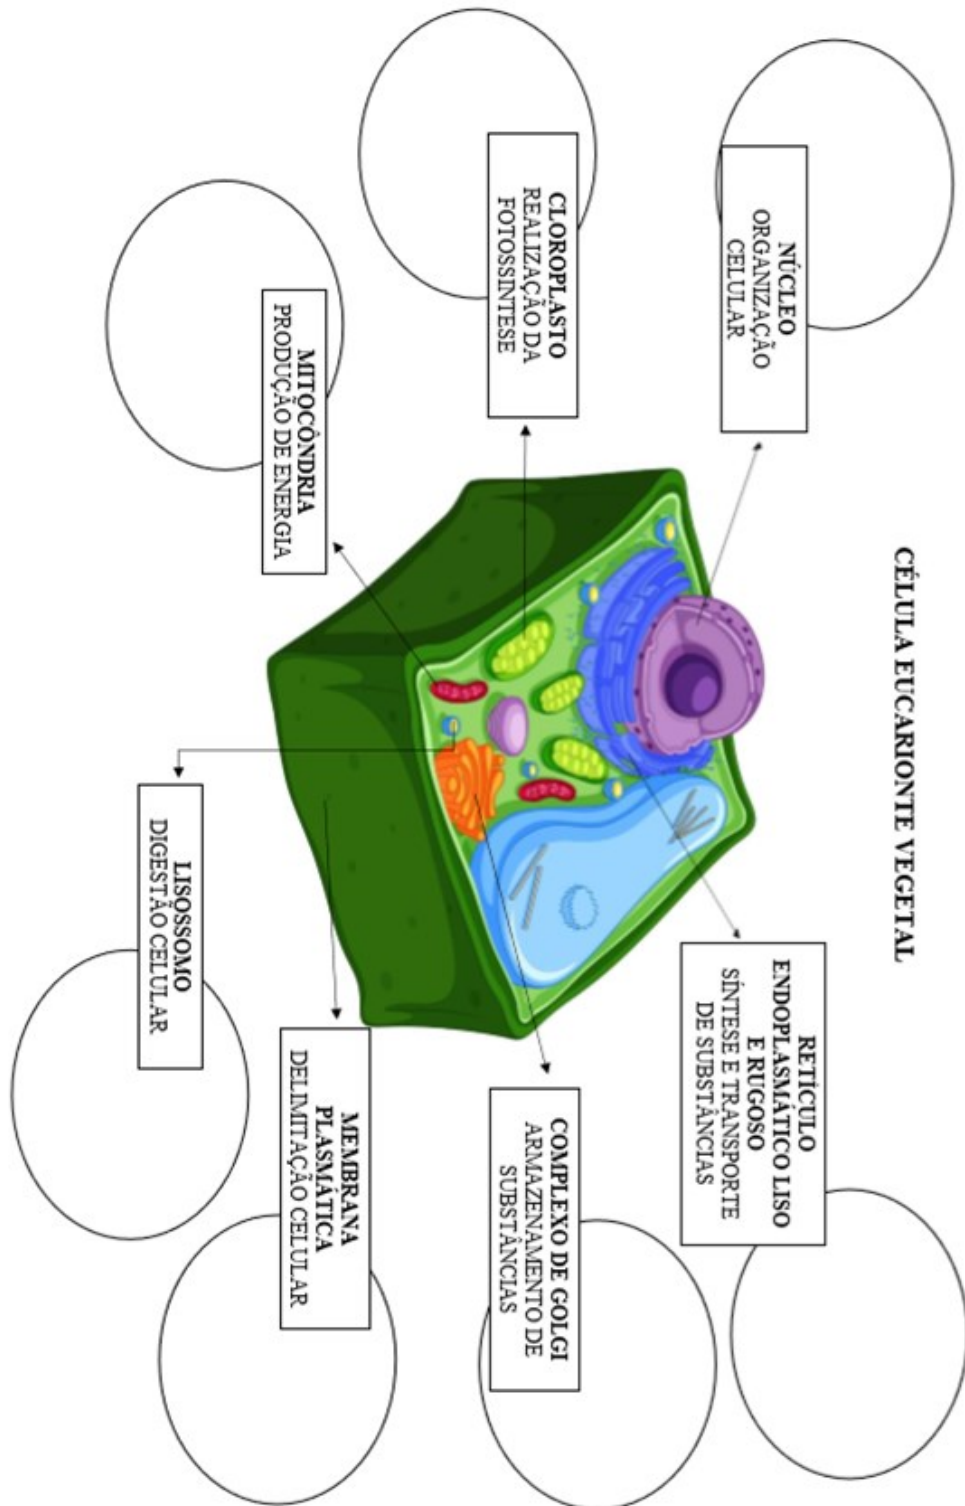 CÉLULA EUCARIONTE VEGETAL
NÚCLEO
ORGANIZAÇÃO
CELULAR
RETÍCULO
ENDOPLASMÁTICO LISO
E RUGOSO
SÍNTESE E TRANSPORTE
DE SUBSTÂNCIAS
CLOROPLASTO
REALIZAÇÃO DA
FOTOSSINTESE
COMPLEXO DE GOLGI
ARMAZENAMENTO DE
SUBSTÂNCIAS
MITOCÔNDRIA
PRODUÇÃO DE ENERGIA
MEMBRANA
PLASMÁTICA
DELIMITAÇÃO CELULAR
LISOSSOMO
DIGESTÃO CELULAR